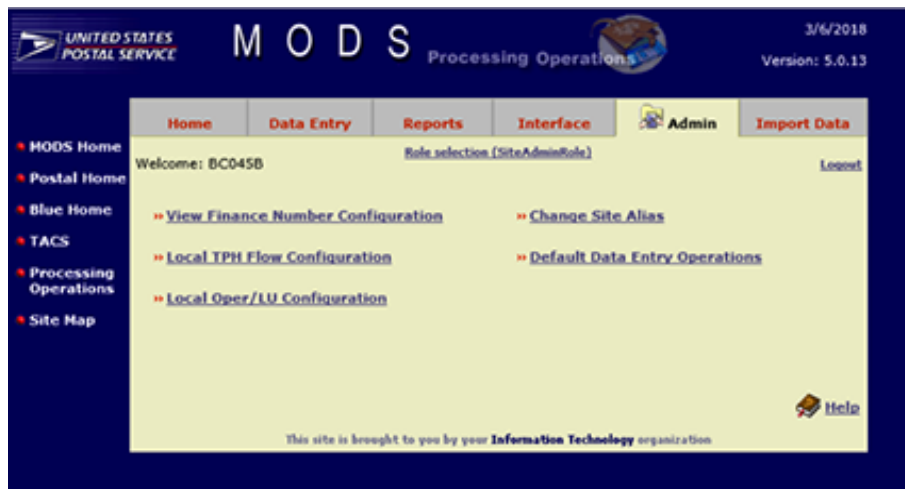 UNITED STATES
POSTAL SERVICE
M O D S
Processing Operations
3/6/2018
Version: 5.0.13
Home
Data Entry
Reports
Interface
Admin
Import Data
MODS Home
Postal Home
Blue Home
TACS
Processing
Operations
Site Map
Welcome: BC04SB
Role selection (SiteAdminRole)
Logout
» View Finance Number Configuration
» Change Site Alias
» Local TPH Flow Configuration
» Default Data Entry Operations
» Local Oper/LU Configuration
Help
This site is brought to you by your Information Technology organization